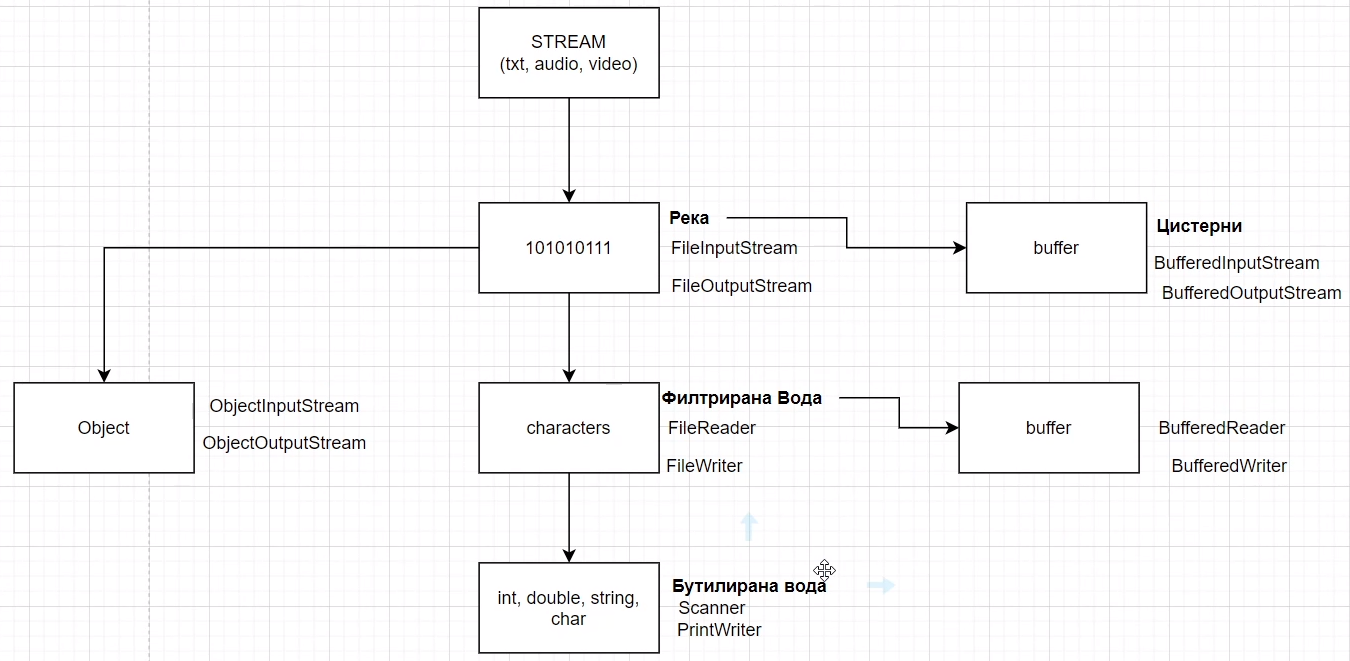 STREAM
(txt, audio, video)
101010111
Река
FileInputStream
FileOutputStream
buffer
Цистерни
BufferedInputStream
BufferedOutputStream
Object
ObjectInputStream
ObjectOutputStream
characters
Филтрирана Вода
FileReader
FileWriter
buffer
BufferedReader
BufferedWriter
int, double, string,
char
Бутилирана вода
Scanner
PrintWriter